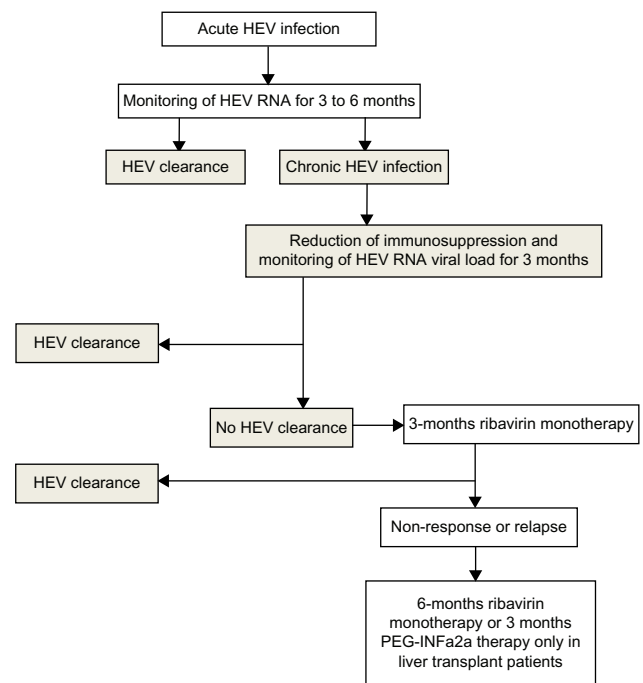 Acute HEV infection
Monitoring of HEV RNA for 3 to 6 months
HEV clearance
Chronic HEV infection
Reduction of immunosuppression and
monitoring of HEV RNA viral load for 3 months
HEV clearance
No HEV clearance
3-months ribavirin monotherapy
HEV clearance
Non-response or relapse
6-months ribavirin
monotherapy or 3 months
PEG-INFa2a therapy only in
liver transplant patients